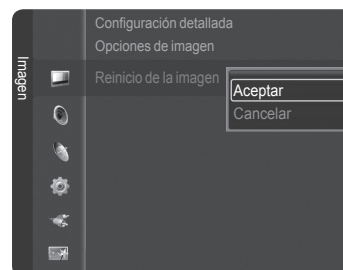 Imagen
Configuración detallada
Opciones de imagen
Reinicio de la imagen
Aceptar
Cancelar